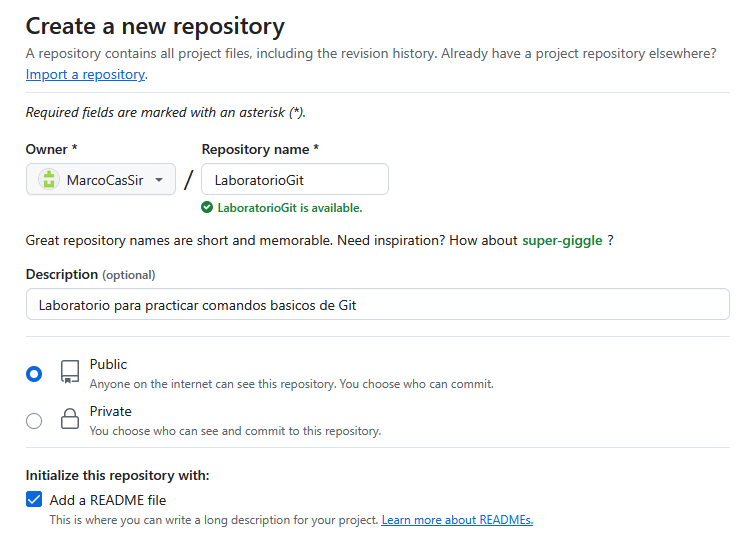 Create a new repository
A repository contains all project files, including the revision history. Already have a project repository elsewhere?
Import a repository.
Required fields are marked with an asterisk (*).
Owner *
Repository name *
MarcoCasSir
/
LaboratorioGit
LaboratorioGit is available.
Great repository names are short and memorable. Need inspiration? How about super-giggle ?
Description (optional)
Laboratorio para practicar comandos basicos de Git
Public
Anyone on the internet can see this repository. You choose who can commit.
Private
You choose who can see and commit to this repository.
Initialize this repository with:
Add a README file
This is where you can write a long description for your project. Learn more about READMEs.